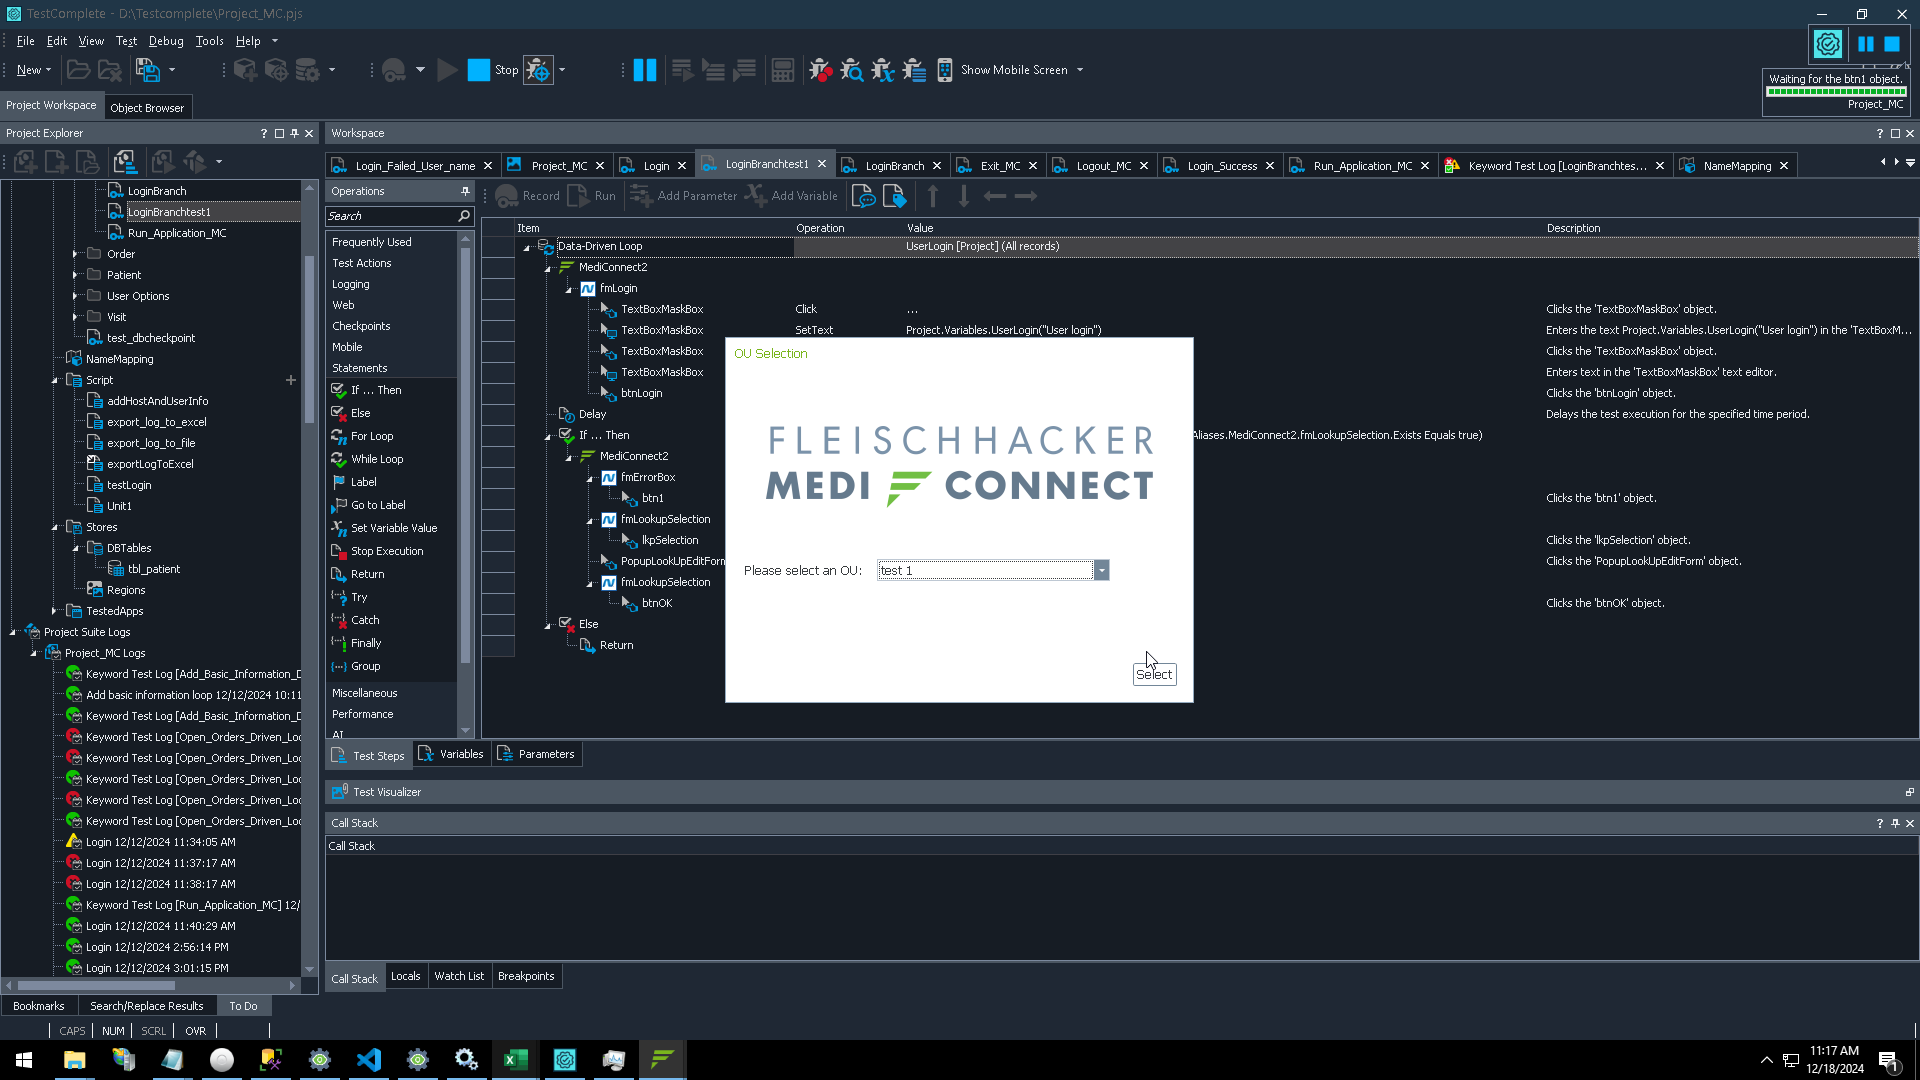 TestComplete - D:\Testcomplete\Project_MC.pjs
File Edit View Test Debug Tools Help
New Stop Show Mobile Screen
Waiting for the btn1 object.
Project_MC
Project Workspace Object Browser
Project Explorer
Workspace
Login_Failed_User_name Project_MC Login LoginBranchtest1 LoginBranch Exit_MC Logout_MC Login_Success Run_Application_MC Keyword Test Log [LoginBranchtes... NameMapping
LoginBranch
LoginBranchtest1
Run_Application_MC
Order
Patient
User Options
Visit
test_dbcheckpoint
NameMapping
Script
addHostAndUserInfo
export_log_to_excel
export_log_to_file
exportLogToExcel
testLogin
Unit1
Stores
DBTables
tbl_patient
Regions
TestedApps
Project Suite Logs
Project_MC Logs
Keyword Test Log [Add_Basic_Information_D
Add basic information loop 12/12/2024 10:11
Keyword Test Log [Add_Basic_Information_D
Keyword Test Log [Open_Orders_Driven_Loo
Keyword Test Log [Open_Orders_Driven_Loo
Keyword Test Log [Open_Orders_Driven_Loo
Keyword Test Log [Open_Orders_Driven_Loo
Keyword Test Log [Open_Orders_Driven_Loo
Login 12/12/2024 11:34:05 AM
Login 12/12/2024 11:37:17 AM
Login 12/12/2024 11:38:17 AM
Keyword Test Log [Run_Application_MC] 12/
Login 12/12/2024 11:40:29 AM
Login 12/12/2024 2:56:14 PM
Login 12/12/2024 3:01:15 PM
Bookmarks Search/Replace Results To Do
Operations
Search
Frequently Used
Test Actions
Logging
Web
Checkpoints
Mobile
Statements
If ... Then
Else
For Loop
While Loop
Label
Go to Label
Set Variable Value
Stop Execution
Return
Try
Catch
Finally
Group
Miscellaneous
Performance
AI
Record Run Add Parameter Add Variable
Item Operation Value Description
Data-Driven Loop UserLogin [Project] (All records)
MediConnect2
fmLogin
TextBoxMaskBox Click ... Clicks the 'TextBoxMaskBox' object.
TextBoxMaskBox SetText Project.Variables.UserLogin("User login") Enters the text Project.Variables.UserLogin("User login") in the 'TextBoxM...
TextBoxMaskBox Clicks the 'TextBoxMaskBox' object.
TextBoxMaskBox Enters text in the 'TextBoxMaskBox' text editor.
btnLogin Clicks the 'btnLogin' object.
Delay Delays the test execution for the specified time period.
If ... Then Aliases.MediConnect2.fmLookupSelection.Exists Equals true)
MediConnect2
fmErrorBox
btn1 Clicks the 'btn1' object.
fmLookupSelection
lkpSelection Clicks the 'lkpSelection' object.
PopupLookUpEditForm Clicks the 'PopupLookUpEditForm' object.
fmLookupSelection
btnOK Clicks the 'btnOK' object.
Else
Return
OU Selection
FLEISCHHACKER
MEDI CONNECT
Please select an OU: test 1
Select
Test Steps Variables Parameters
Test Visualizer
Call Stack
Call Stack
Call Stack Locals Watch List Breakpoints
CAPS NUM SCRL OVR
11:17 AM
12/18/2024
1